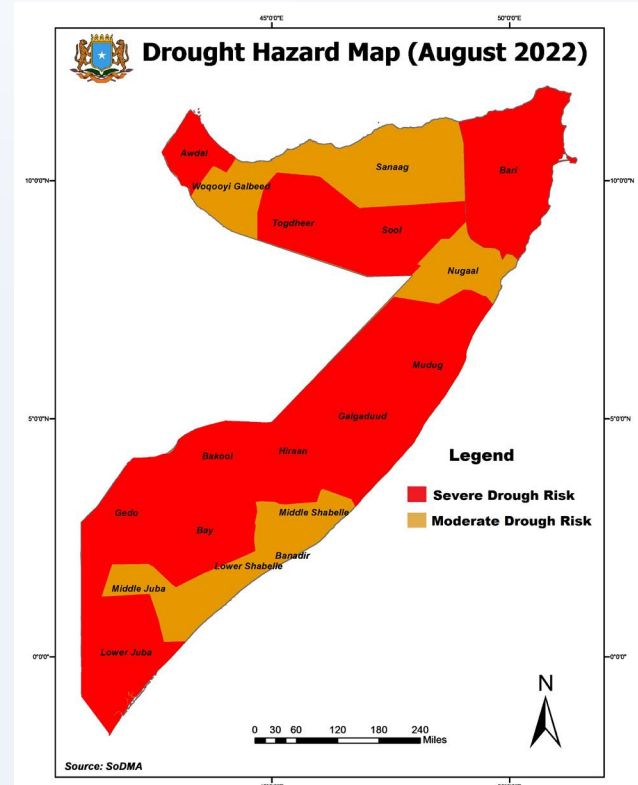 Drought Hazard Map (August 2022)
45°0'0"E 50°0'0"E
Awdal
Sanaag
Bari
10°0'0"N 10°0'0"N
Woqooyi Galbeed
Togdheer
Sool
Nugaal
Mudug
5°0'0"N 5°0'0"N
Galgaduud
Hiraan
Bakool
Legend
Severe Drough Risk
Gedo
Middle Shabelle
Moderate Drough Risk
Bay
Banadir
Lower Shabelle
Middle Juba
Lower Juba
0°0'0" 0°0'0"
N
0 30 60 120 180 240
Miles
Source: SoDMA